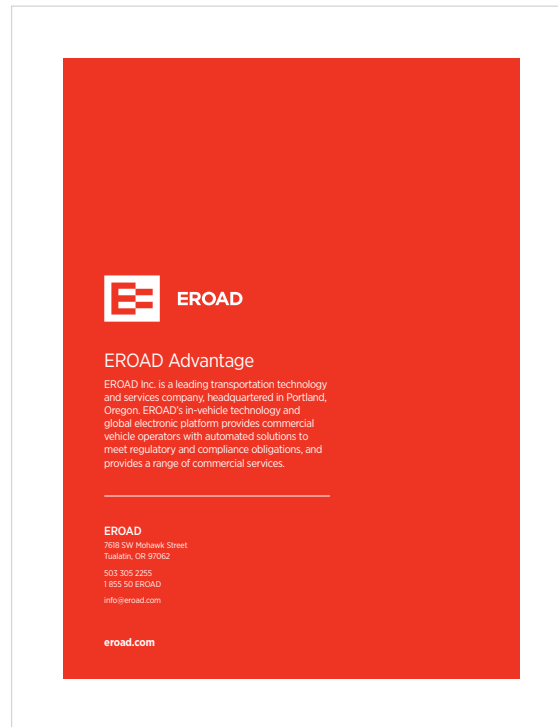 EROAD
EROAD Advantage
EROAD Inc. is a leading transportation technology
and services company, headquartered in Portland,
Oregon. EROAD's in-vehicle technology and
global electronic platform provides commercial
vehicle operators with automated solutions to
meet regulatory and compliance obligations, and
provides a range of commercial services.
EROAD
7618 SW Mohawk Street
Tualatin, OR 97062
503 305 2255
1 855 50 EROAD
info@eroad.com
eroad.com